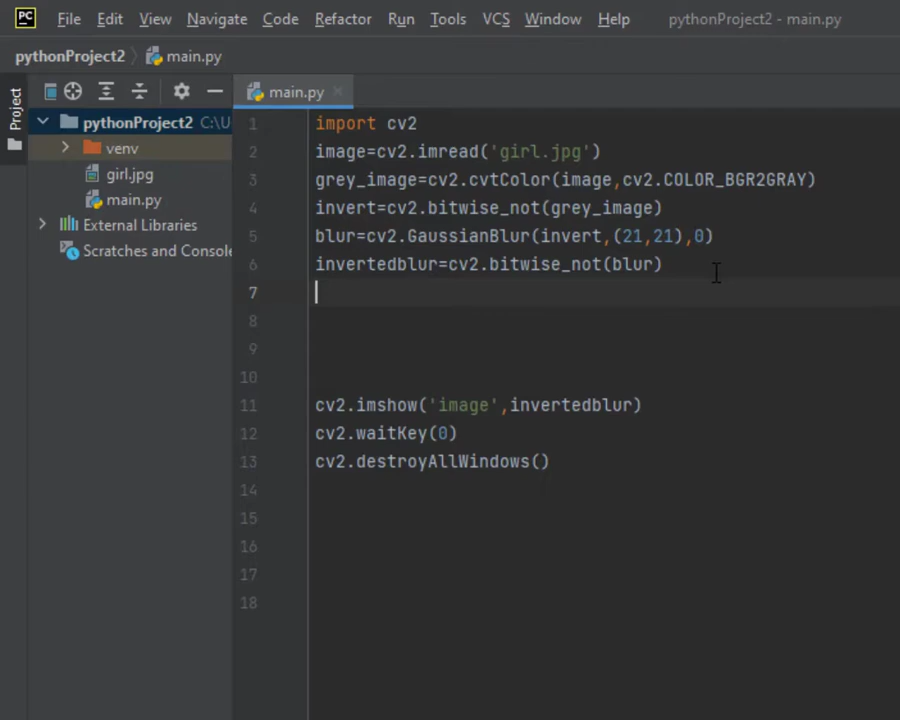 PC File Edit View Navigate Code Refactor Run Tools VCS Window Help pythonProject2 - main.py
pythonProject2 main.py
Project
main.py
pythonProject2 C:\U
venv
girl.jpg
main.py
External Libraries
Scratches and Consol
1 import cv2
2 image=cv2.imread('girl.jpg')
3 grey_image=cv2.cvtColor(image,cv2.COLOR_BGR2GRAY)
4 invert=cv2.bitwise_not(grey_image)
5 blur=cv2.GaussianBlur(invert,(21,21),0)
6 invertedblur=cv2.bitwise_not(blur)
7
8
9
10
11 cv2.imshow('image',invertedblur)
12 cv2.waitKey(0)
13 cv2.destroyAllWindows()
14
15
16
17
18